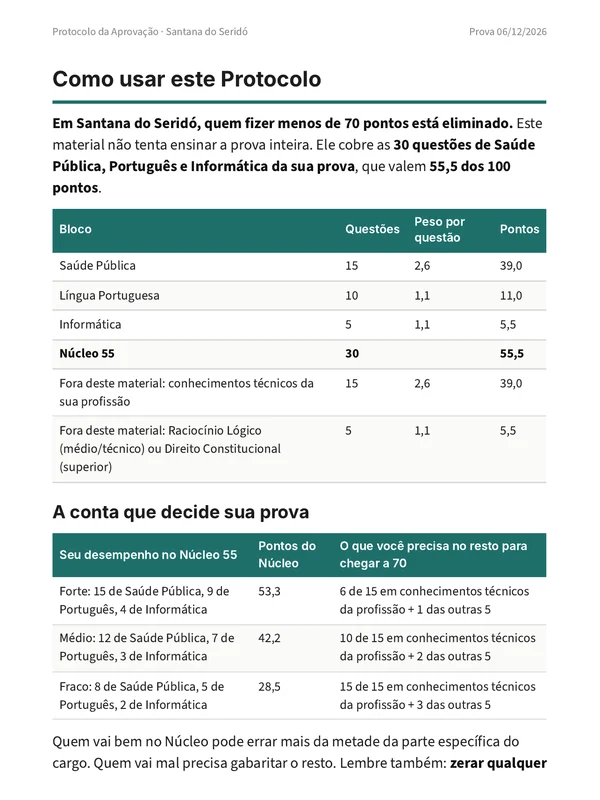 Protocolo da Aprovação · Santana do Seridó
Prova 06/12/2026
Como usar este Protocolo
Em Santana do Seridó, quem fizer menos de 70 pontos está eliminado. Este
material não tenta ensinar a prova inteira. Ele cobre as 30 questões de Saúde
Pública, Português e Informática da sua prova, que valem 55,5 dos 100
pontos.
Bloco Questões Peso por questão Pontos
Saúde Pública 15 2,6 39,0
Língua Portuguesa 10 1,1 11,0
Informática 5 1,1 5,5
Núcleo 55 30 55,5
Fora deste material: conhecimentos técnicos da 15 2,6 39,0
sua profissão
Fora deste material: Raciocínio Lógico 5 1,1 5,5
(médio/técnico) ou Direito Constitucional
(superior)
A conta que decide sua prova
Seu desempenho no Núcleo 55 Pontos do Núcleo O que você precisa no resto para chegar a 70
Forte: 15 de Saúde Pública, 9 de 53,3 6 de 15 em conhecimentos técnicos
Português, 4 de Informática da profissão + 1 das outras 5
Médio: 12 de Saúde Pública, 7 de 42,2 10 de 15 em conhecimentos técnicos
Português, 3 de Informática da profissão + 2 das outras 5
Fraco: 8 de Saúde Pública, 5 de 28,5 15 de 15 em conhecimentos técnicos
Português, 2 de Informática da profissão + 3 das outras 5
Quem vai bem no Núcleo pode errar mais da metade da parte específica do
cargo. Quem vai mal precisa gabaritar o resto. Lembre também: zerar qualquer